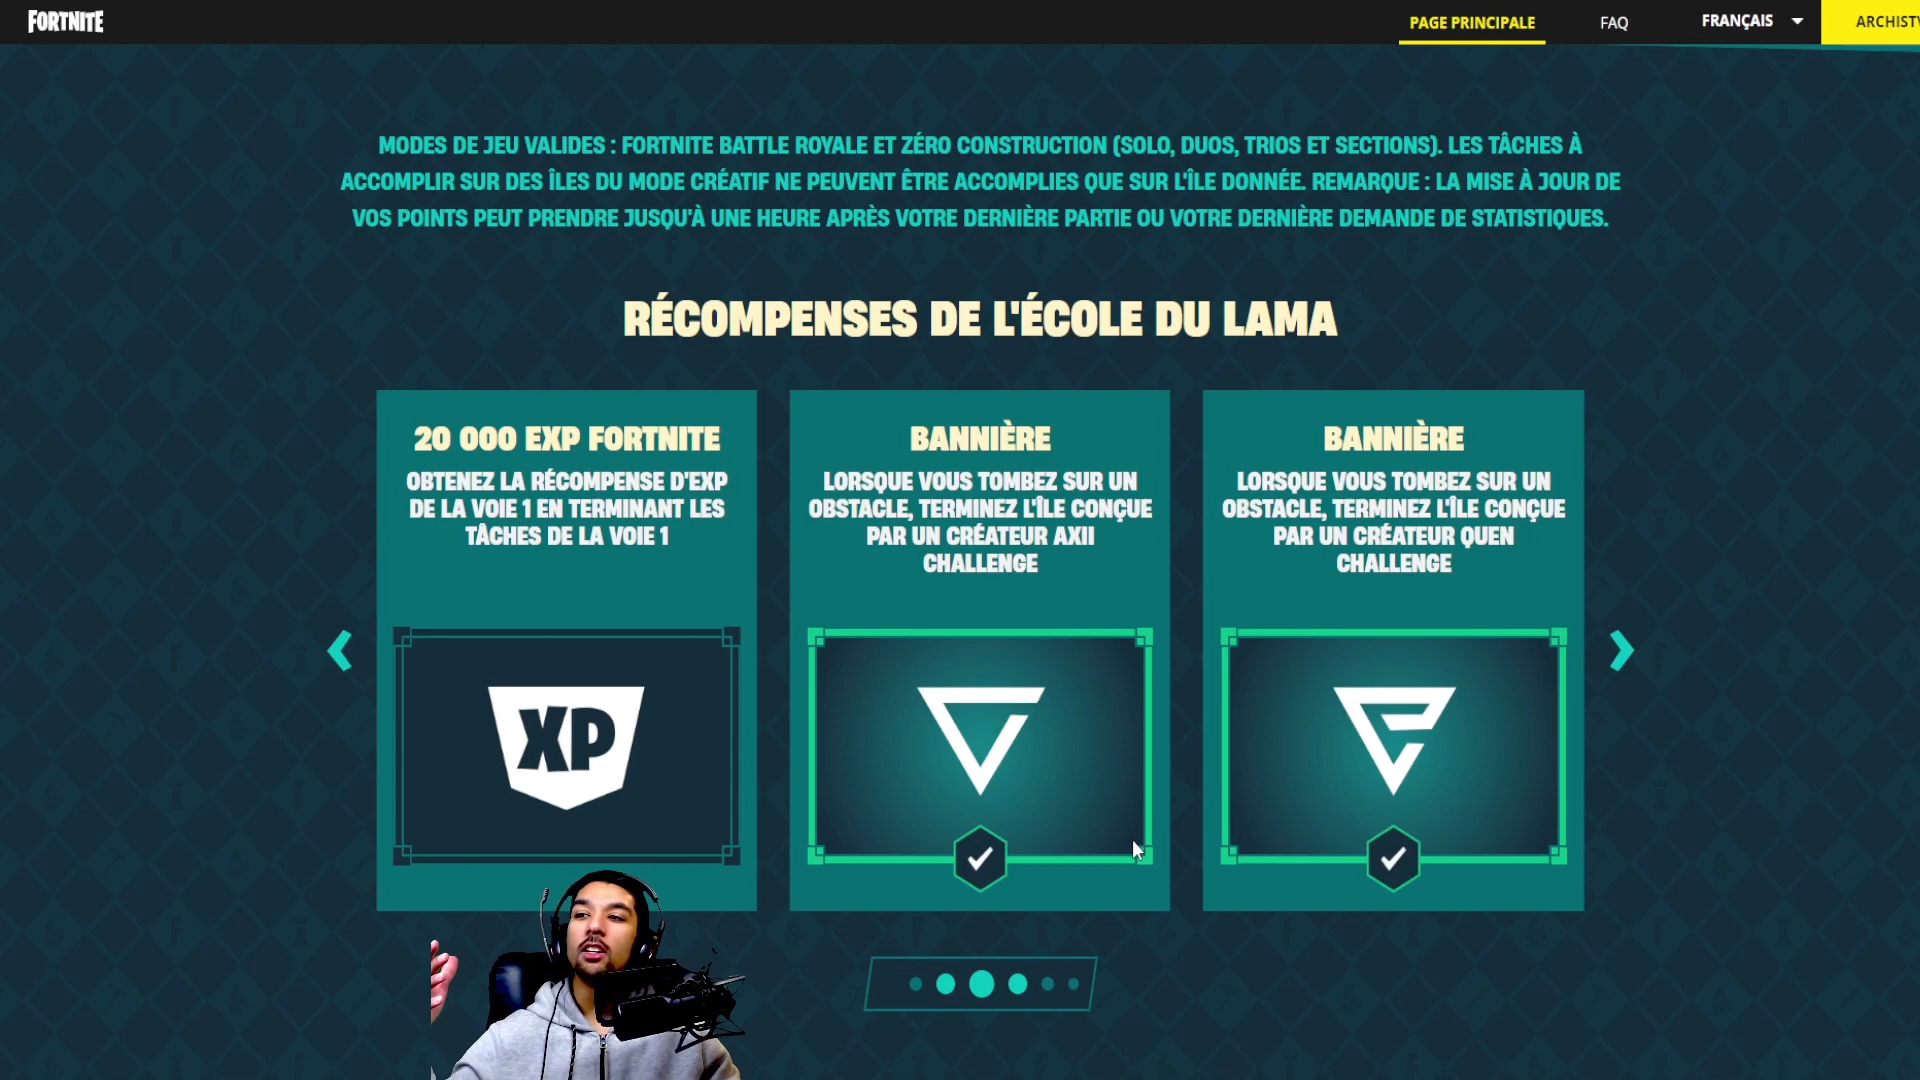 FORTNITE
PAGE PRINCIPALE
FAQ
FRANÇAIS
ARCHISTV
MODES DE JEU VALIDES : FORTNITE BATTLE ROYALE ET ZÉRO CONSTRUCTION (SOLO, DUOS, TRIOS ET SECTIONS). LES TÂCHES À
ACCOMPLIR SUR DES ÎLES DU MODE CRÉATIF NE PEUVENT ÊTRE ACCOMPLIES QUE SUR L'ÎLE DONNÉE. REMARQUE : LA MISE À JOUR DE
VOS POINTS PEUT PRENDRE JUSQU'À UNE HEURE APRÈS VOTRE DERNIÈRE PARTIE OU VOTRE DERNIÈRE DEMANDE DE STATISTIQUES.
RÉCOMPENSES DE L'ÉCOLE DU LAMA
20 000 EXP FORTNITE
OBTENEZ LA RÉCOMPENSE D'EXP
DE LA VOIE 1 EN TERMINANT LES
TÂCHES DE LA VOIE 1
XP
BANNIÈRE
LORSQUE VOUS TOMBEZ SUR UN
OBSTACLE, TERMINEZ L'ÎLE CONÇUE
PAR UN CRÉATEUR AXII
CHALLENGE
BANNIÈRE
LORSQUE VOUS TOMBEZ SUR UN
OBSTACLE, TERMINEZ L'ÎLE CONÇUE
PAR UN CRÉATEUR QUEN
CHALLENGE